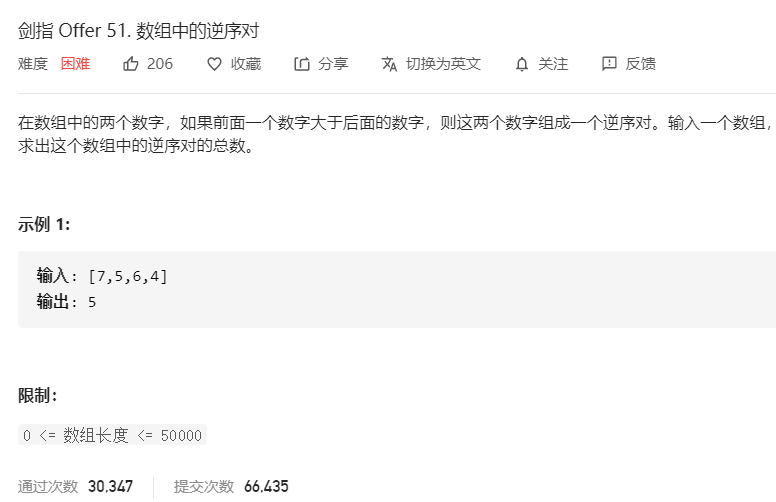 剑指 Offer 51. 数组中的逆序对
难度 困难 206 收藏 分享 切换为英文 关注 反馈
在数组中的两个数字，如果前面一个数字大于后面的数字，则这两个数字组成一个逆序对。输入一个数组，
求出这个数组中的逆序对的总数。
示例 1:
输入: [7,5,6,4]
输出: 5
限制：
0 <= 数组长度 <= 50000
通过次数 30,347 提交次数 66,435